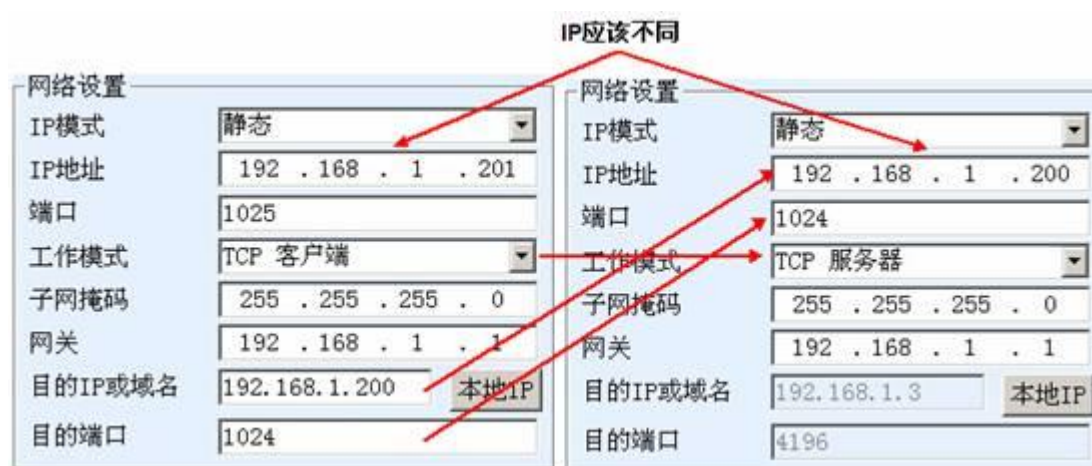 IP应该不同
网络设置
IP模式 静态
IP地址 192 .168 . 1 .201
端口 1025
工作模式 TCP 客户端
子网掩码 255 .255 .255 . 0
网关 192 .168 . 1 . 1
目的IP或域名 192.168.1.200 本地IP
目的端口 1024
网络设置
IP模式 静态
IP地址 192 .168 . 1 .200
端口 1024
工作模式 TCP 服务器
子网掩码 255 .255 .255 . 0
网关 192 .168 . 1 . 1
目的IP或域名 192.168.1.3 本地IP
目的端口 4196